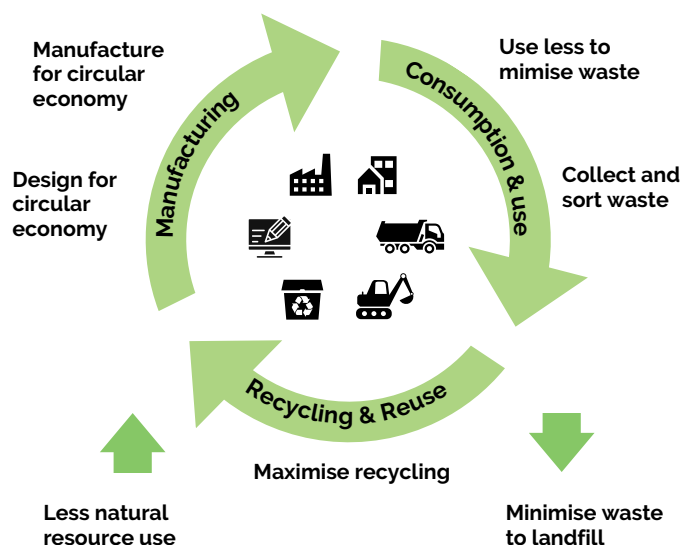 Manufacture
for circular
economy
Use less to
mimise waste
Manufacturing
Consumption & use
Design for
circular
economy
Collect and
sort waste
Recycling & Reuse
Maximise recycling
Less natural
resource use
Minimise waste
to landfill